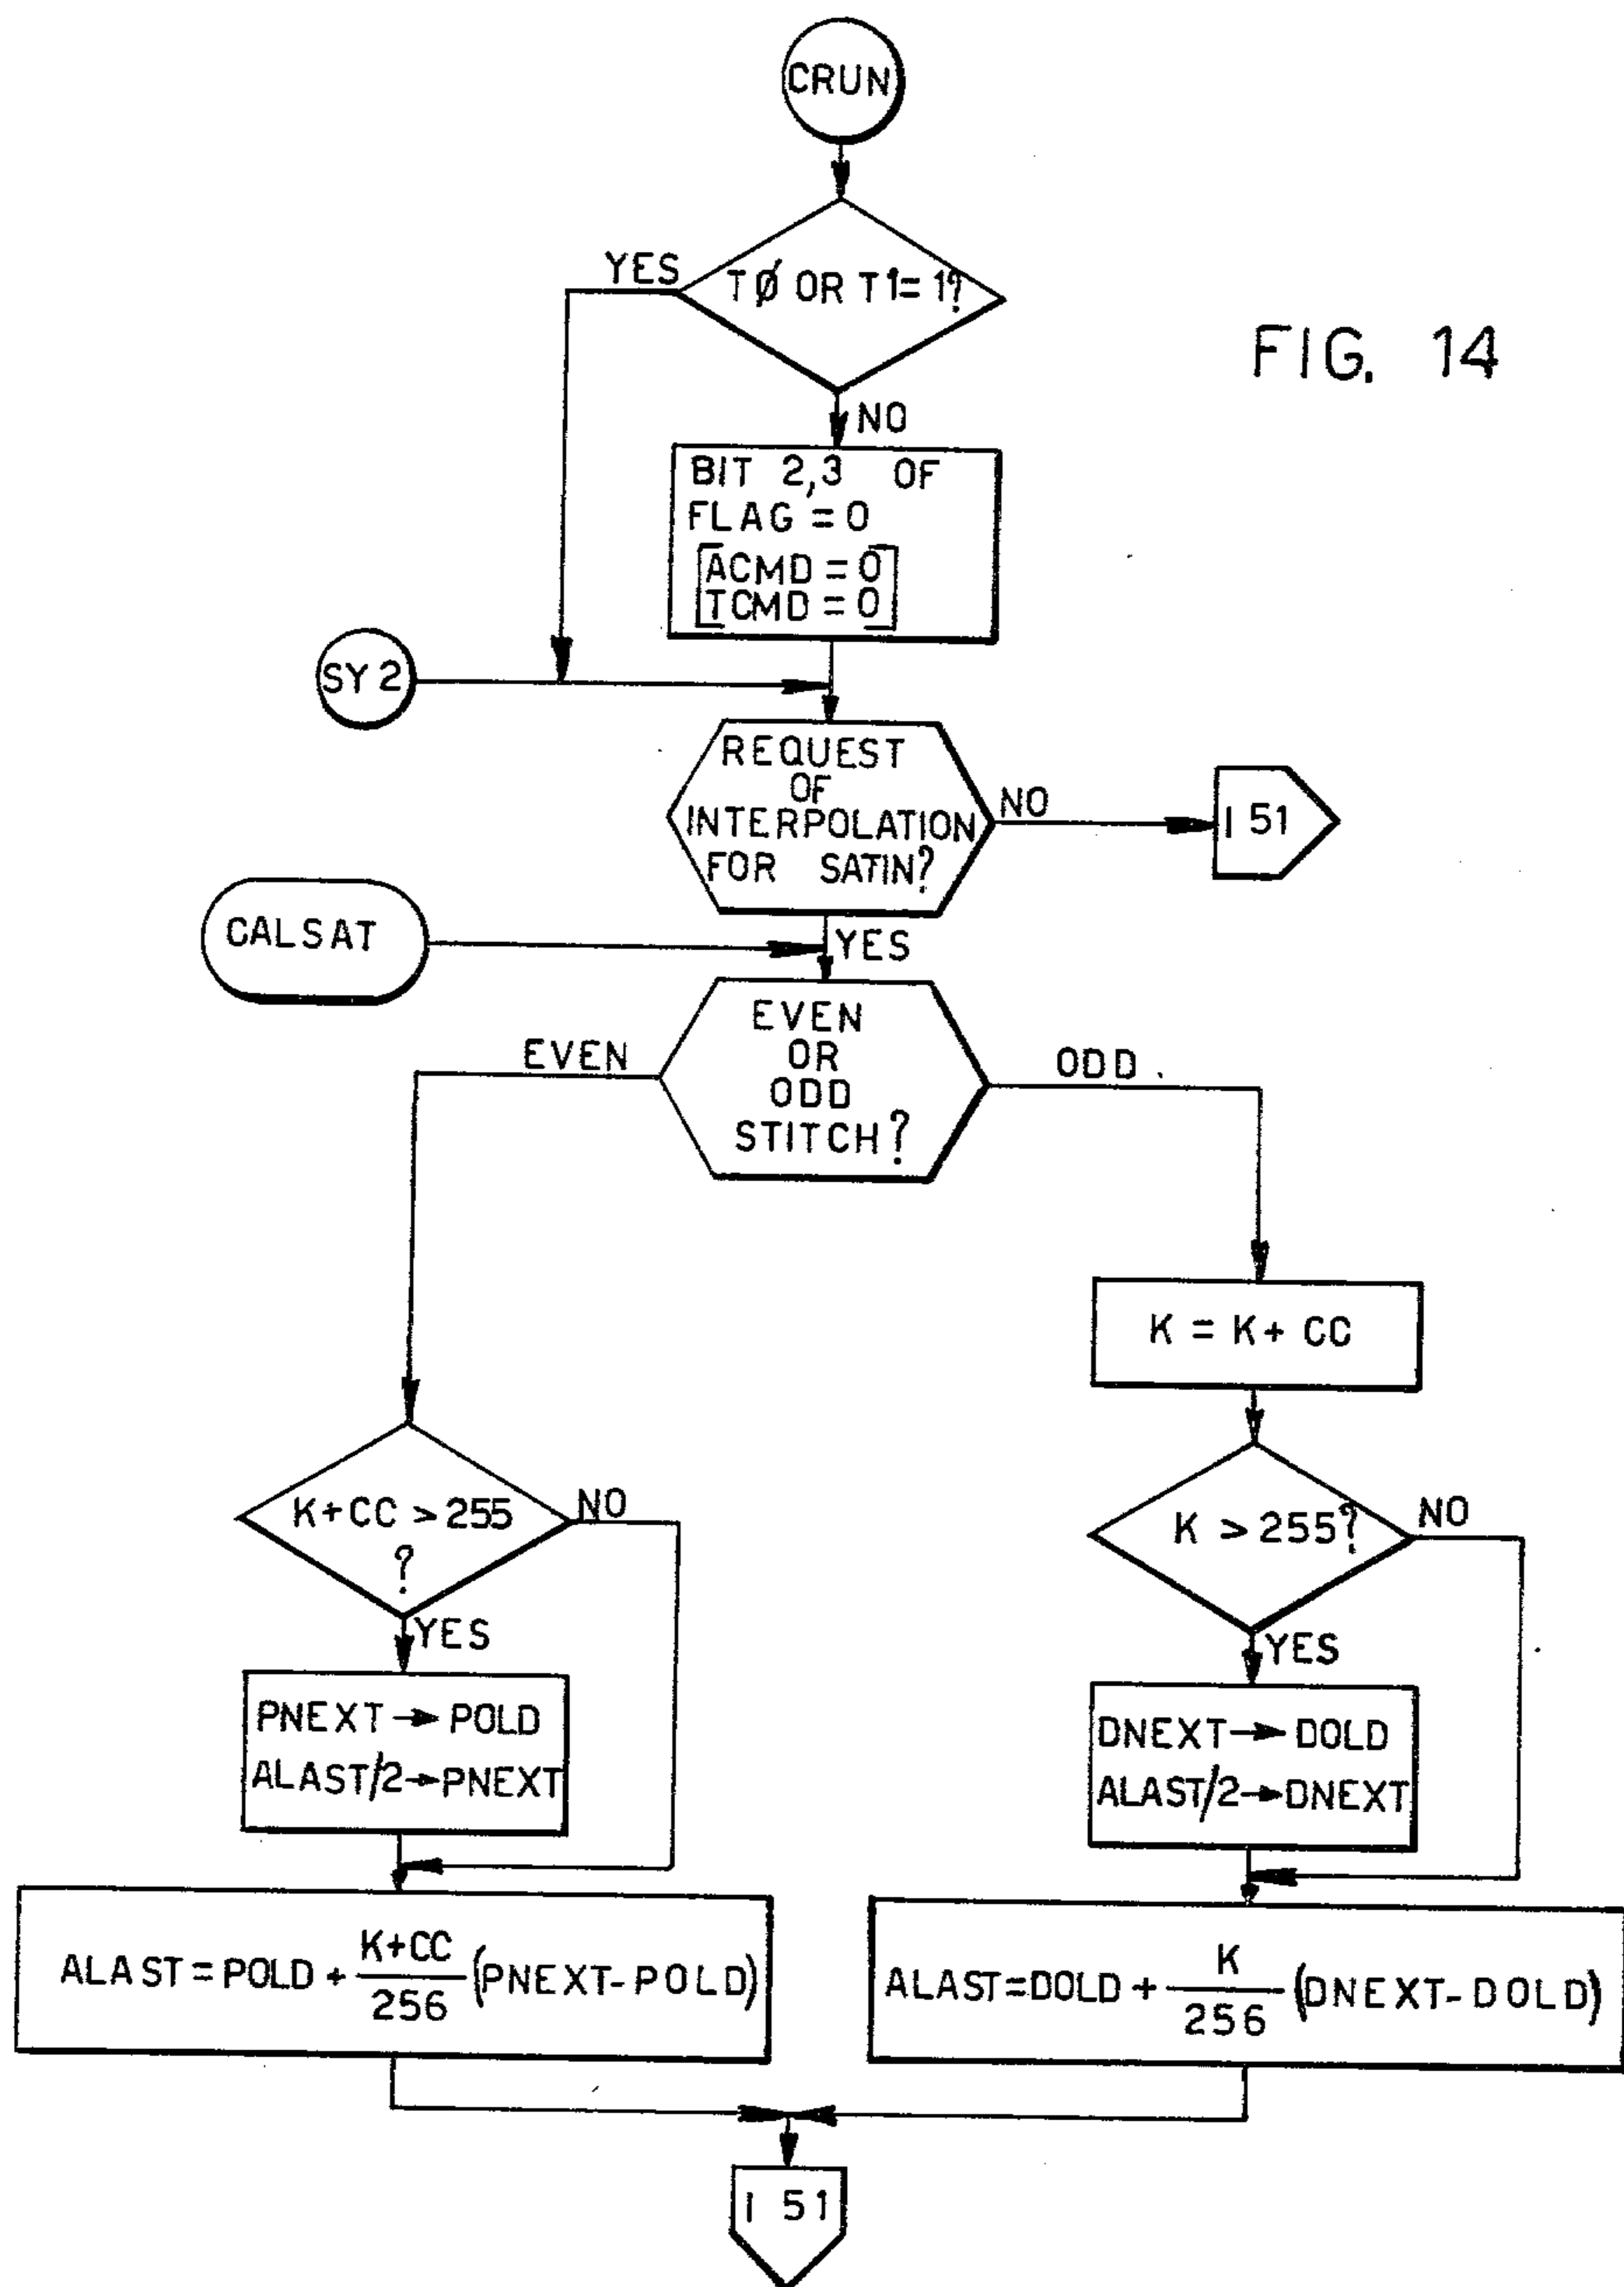 CRUN
YES
TØ OR T1=1?
FIG. 14
NO
BIT 2,3 OF
FLAG = 0
[ACMD = 0]
[TCMD = 0]
SY 2
REQUEST
OF
INTERPOLATION
FOR SATIN?
NO
I 51
CALSAT
YES
EVEN
OR
ODD
STITCH?
EVEN
ODD
K = K + CC
K+CC > 255
?
NO
K > 255?
NO
YES
YES
PNEXT → POLD
ALAST/2 → PNEXT
DNEXT → DOLD
ALAST/2 → DNEXT
ALAST = POLD + K+CC/256 (PNEXT-POLD)
ALAST = DOLD + K/256 (DNEXT-DOLD)
I 51